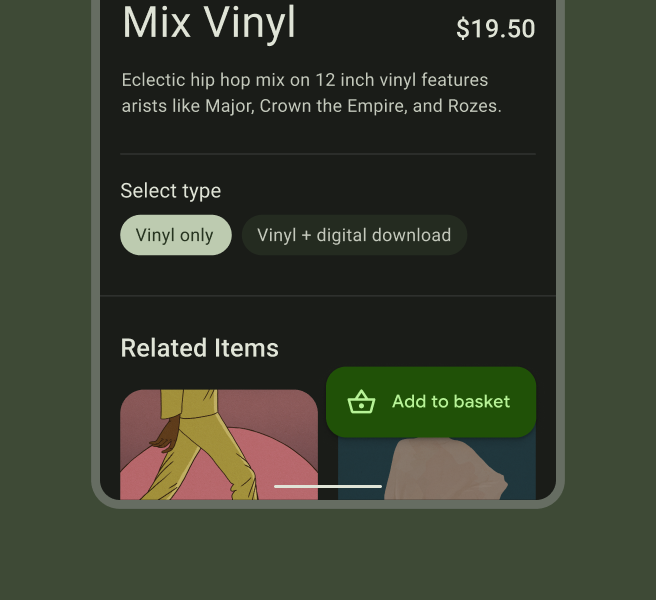 Mix Vinyl
$19.50
Eclectic hip hop mix on 12 inch vinyl features
arists like Major, Crown the Empire, and Rozes.
Select type
Vinyl only
Vinyl + digital download
Related Items
Add to basket